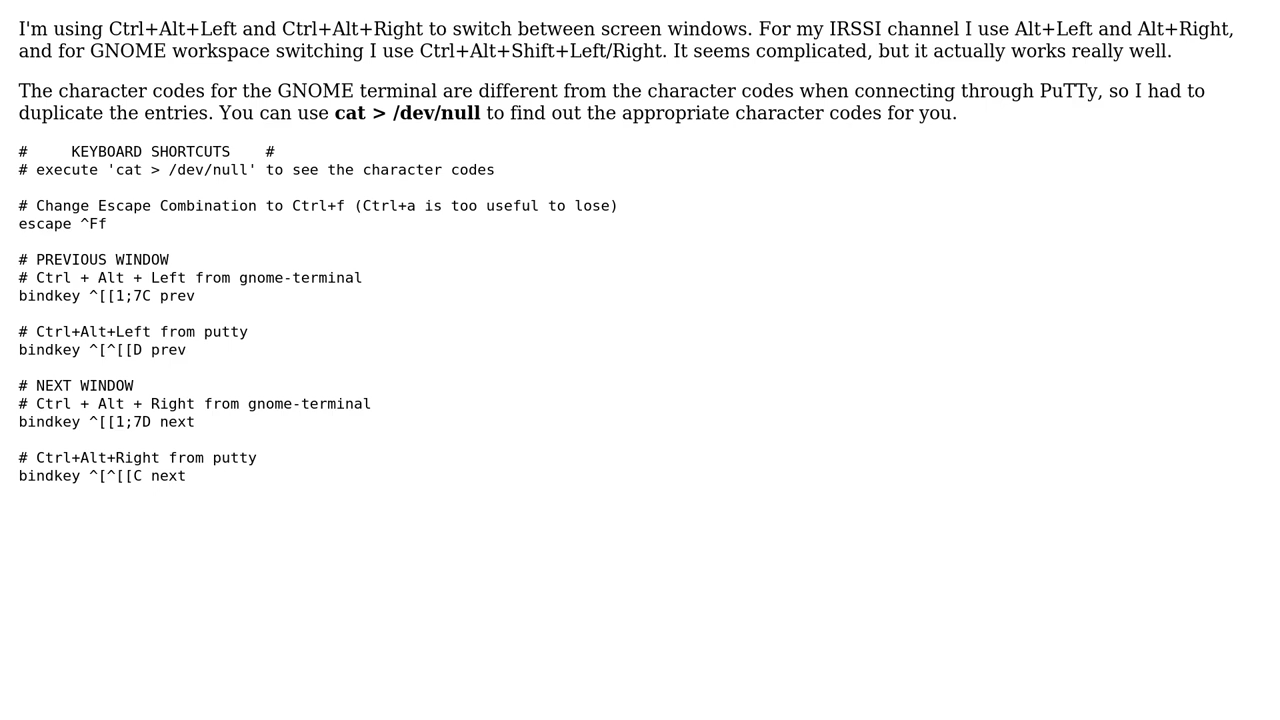 I'm using Ctrl+Alt+Left and Ctrl+Alt+Right to switch between screen windows. For my IRSSI channel I use Alt+Left and Alt+Right,
and for GNOME workspace switching I use Ctrl+Alt+Shift+Left/Right. It seems complicated, but it actually works really well.
The character codes for the GNOME terminal are different from the character codes when connecting through PuTTy, so I had to
duplicate the entries. You can use cat > /dev/null to find out the appropriate character codes for you.
#     KEYBOARD SHORTCUTS    #
# execute 'cat > /dev/null' to see the character codes
# Change Escape Combination to Ctrl+f (Ctrl+a is too useful to lose)
escape ^Ff
# PREVIOUS WINDOW
# Ctrl + Alt + Left from gnome-terminal
bindkey ^[[1;7C prev
# Ctrl+Alt+Left from putty
bindkey ^[^[[D prev
# NEXT WINDOW
# Ctrl + Alt + Right from gnome-terminal
bindkey ^[[1;7D next
# Ctrl+Alt+Right from putty
bindkey ^[^[[C next